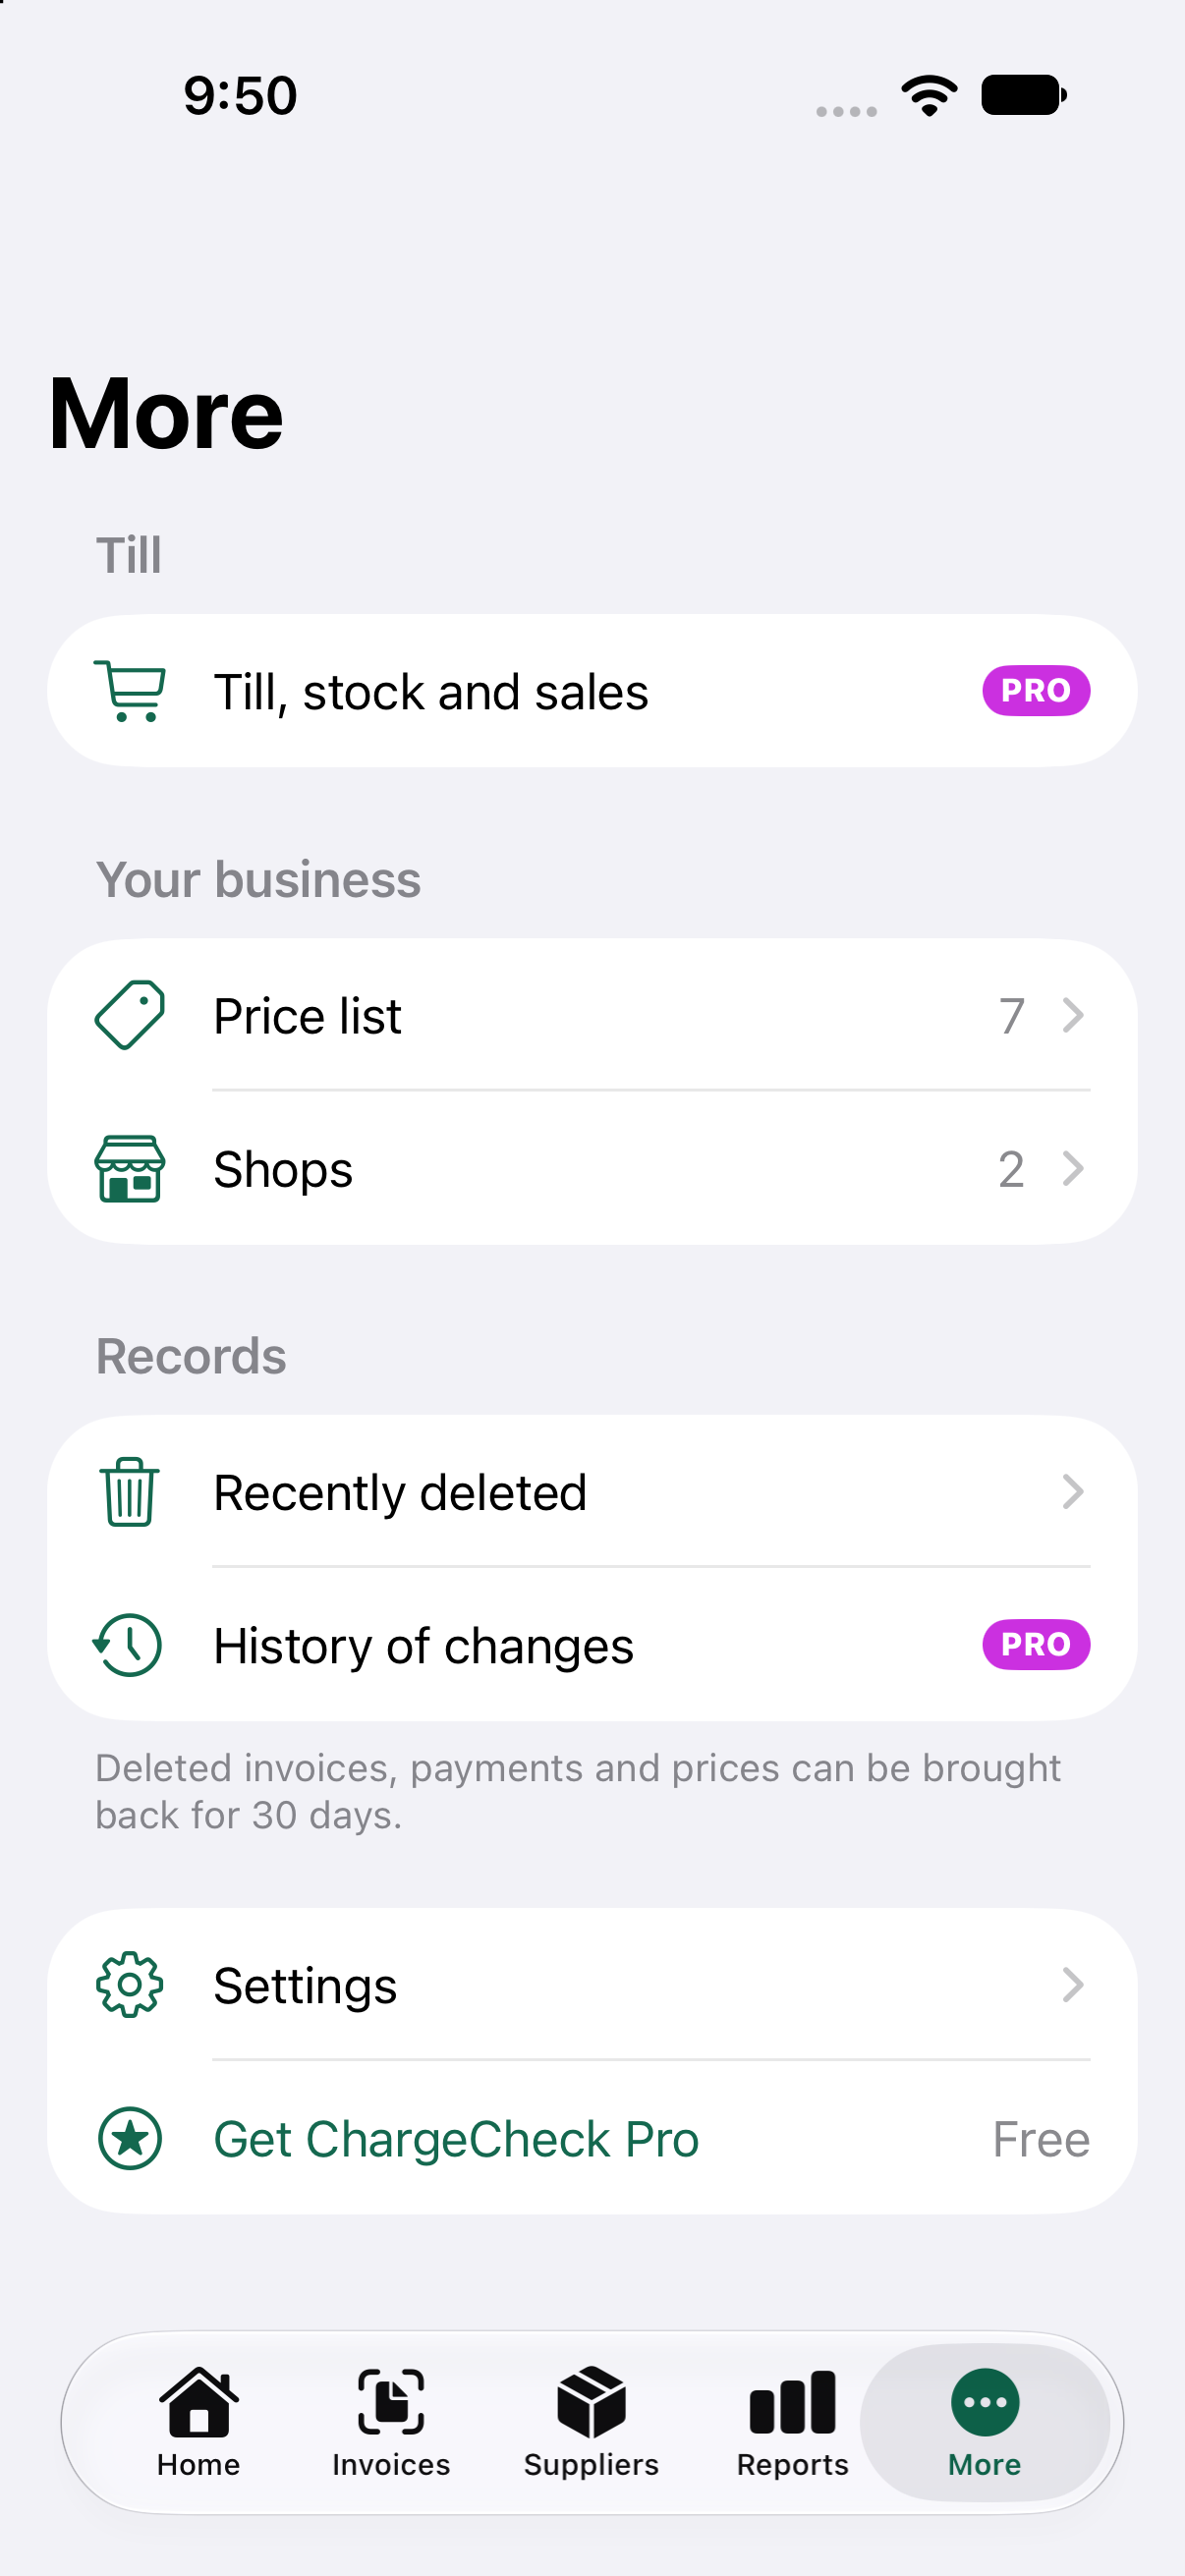 9:50
More
Till
Till, stock and sales
PRO
Your business
Price list
7
Shops
2
Records
Recently deleted
History of changes
PRO
Deleted invoices, payments and prices can be brought
back for 30 days.
Settings
Get ChargeCheck Pro
Free
Home
Invoices
Suppliers
Reports
More